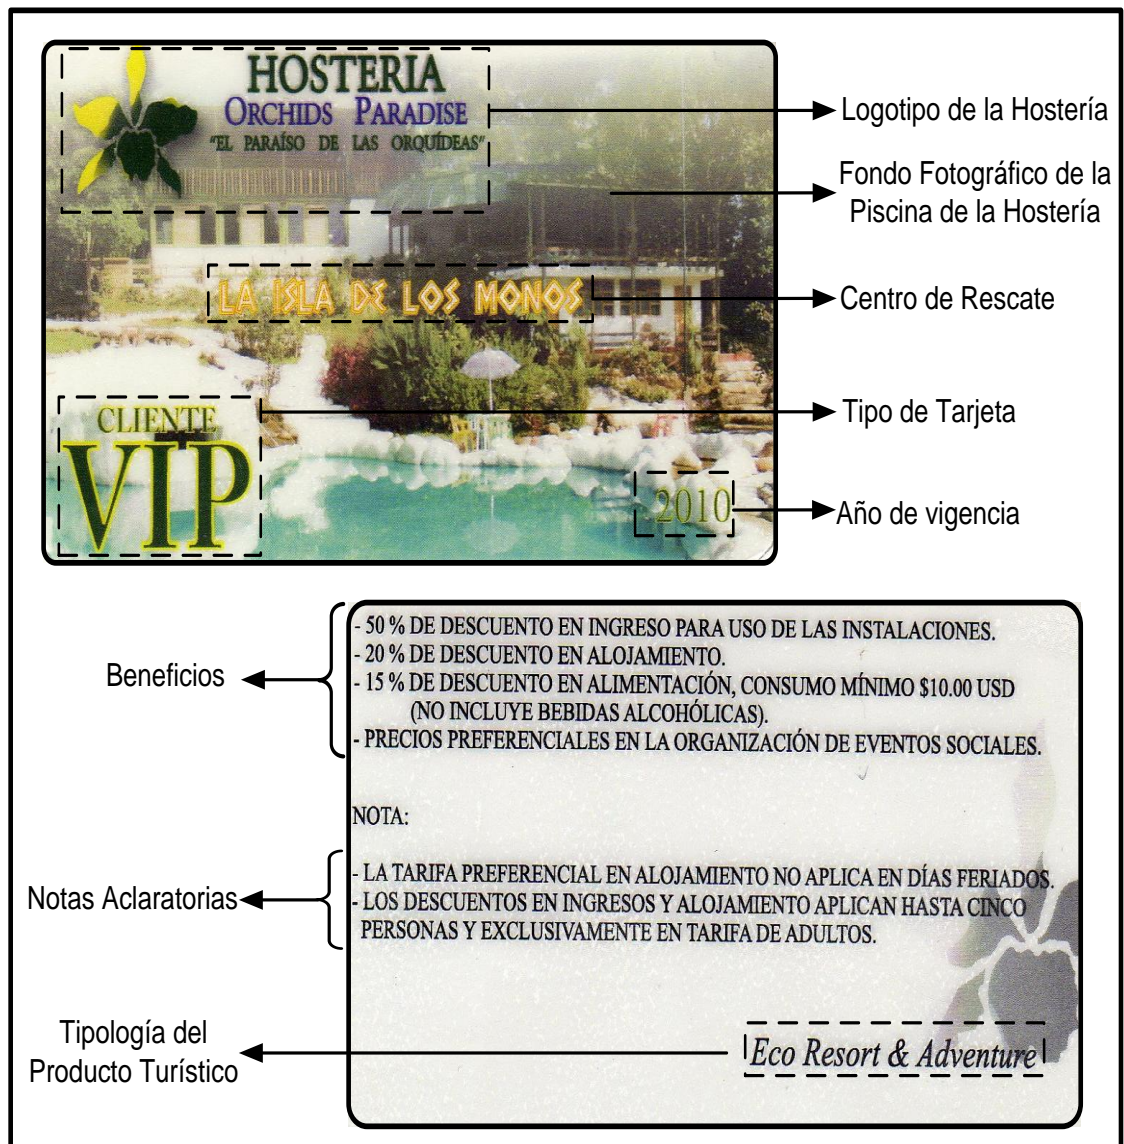 HOSTERIA
ORCHIDS PARADISE
"EL PARAÍSO DE LAS ORQUÍDEAS"
Logotipo de la Hostería
Fondo Fotográfico de la
Piscina de la Hostería
LA ISLA DE LOS MONOS
Centro de Rescate
CLIENTE
VIP
Tipo de Tarjeta
2010
Año de vigencia
Beneficios
- 50 % DE DESCUENTO EN INGRESO PARA USO DE LAS INSTALACIONES.
- 20 % DE DESCUENTO EN ALOJAMIENTO.
- 15 % DE DESCUENTO EN ALIMENTACIÓN, CONSUMO MÍNIMO $10.00 USD
(NO INCLUYE BEBIDAS ALCOHÓLICAS).
- PRECIOS PREFERENCIALES EN LA ORGANIZACIÓN DE EVENTOS SOCIALES.
NOTA:
Notas Aclaratorias
- LA TARIFA PREFERENCIAL EN ALOJAMIENTO NO APLICA EN DÍAS FERIADOS.
- LOS DESCUENTOS EN INGRESOS Y ALOJAMIENTO APLICAN HASTA CINCO
PERSONAS Y EXCLUSIVAMENTE EN TARIFA DE ADULTOS.
Tipología del
Producto Turístico
Eco Resort & Adventure